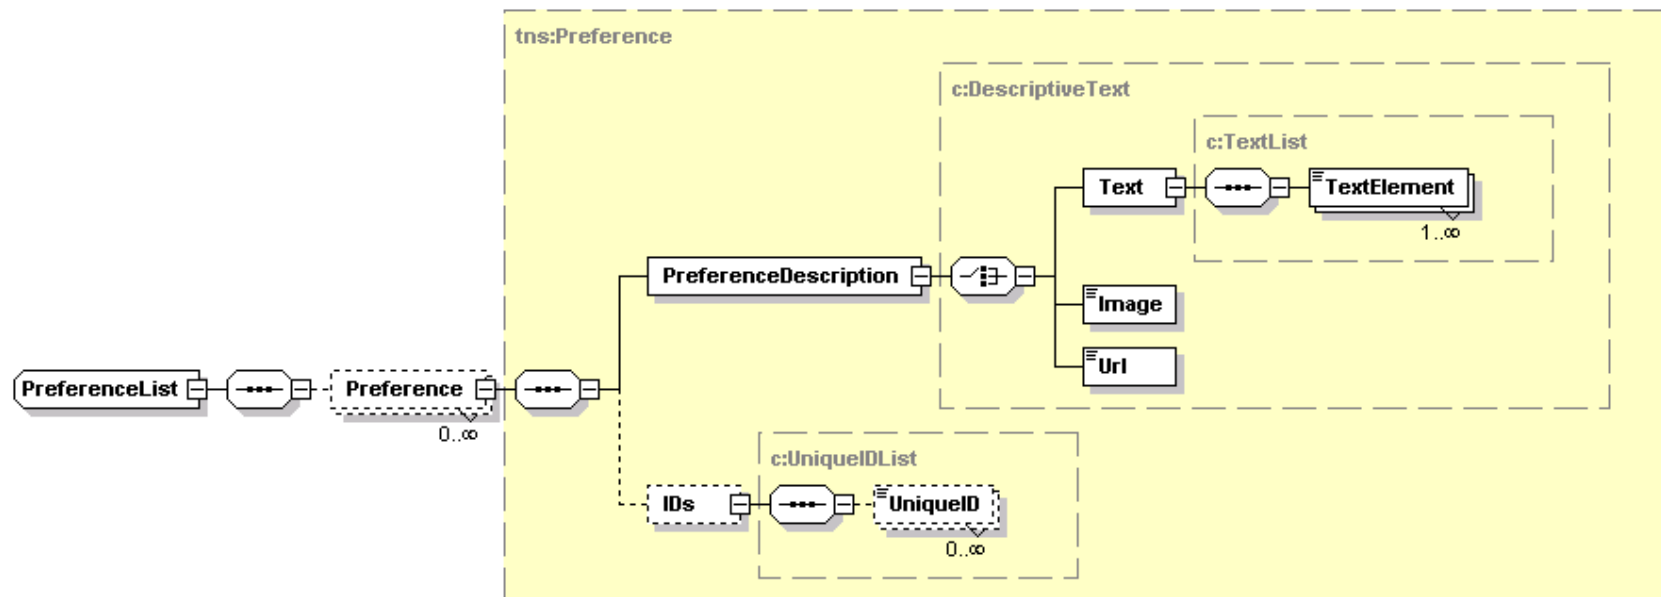 tns:Preference
c:DescriptiveText
c:TextList
Text
TextElement
1..∞
PreferenceDescription
Image
Url
PreferenceList
Preference
0..∞
c:UniqueIDList
IDs
UniqueID
0..∞